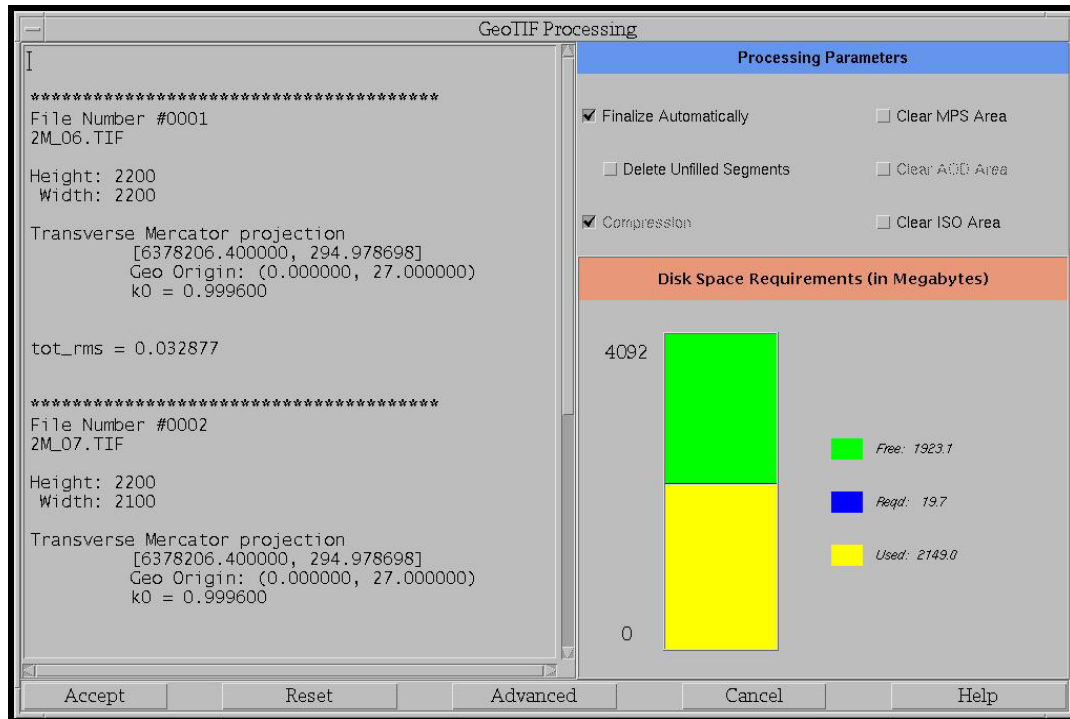 GeoTIF Processing
***************************************
File Number #0001
2M_06.TIF
Height: 2200
Width: 2200
Transverse Mercator projection
[6378206.400000, 294.978698]
Geo Origin: (0.000000, 27.000000)
k0 = 0.999600
tot_rms = 0.032877
***************************************
File Number #0002
2M_07.TIF
Height: 2200
Width: 2100
Transverse Mercator projection
[6378206.400000, 294.978698]
Geo Origin: (0.000000, 27.000000)
k0 = 0.999600
Processing Parameters
Finalize Automatically
Clear MPS Area
Delete Unfilled Segments
Clear AOD Area
Compression
Clear ISO Area
Disk Space Requirements (in Megabytes)
4092
Free: 1923.1
Reqd: 19.7
Used: 2149.0
0
Accept Reset Advanced Cancel Help